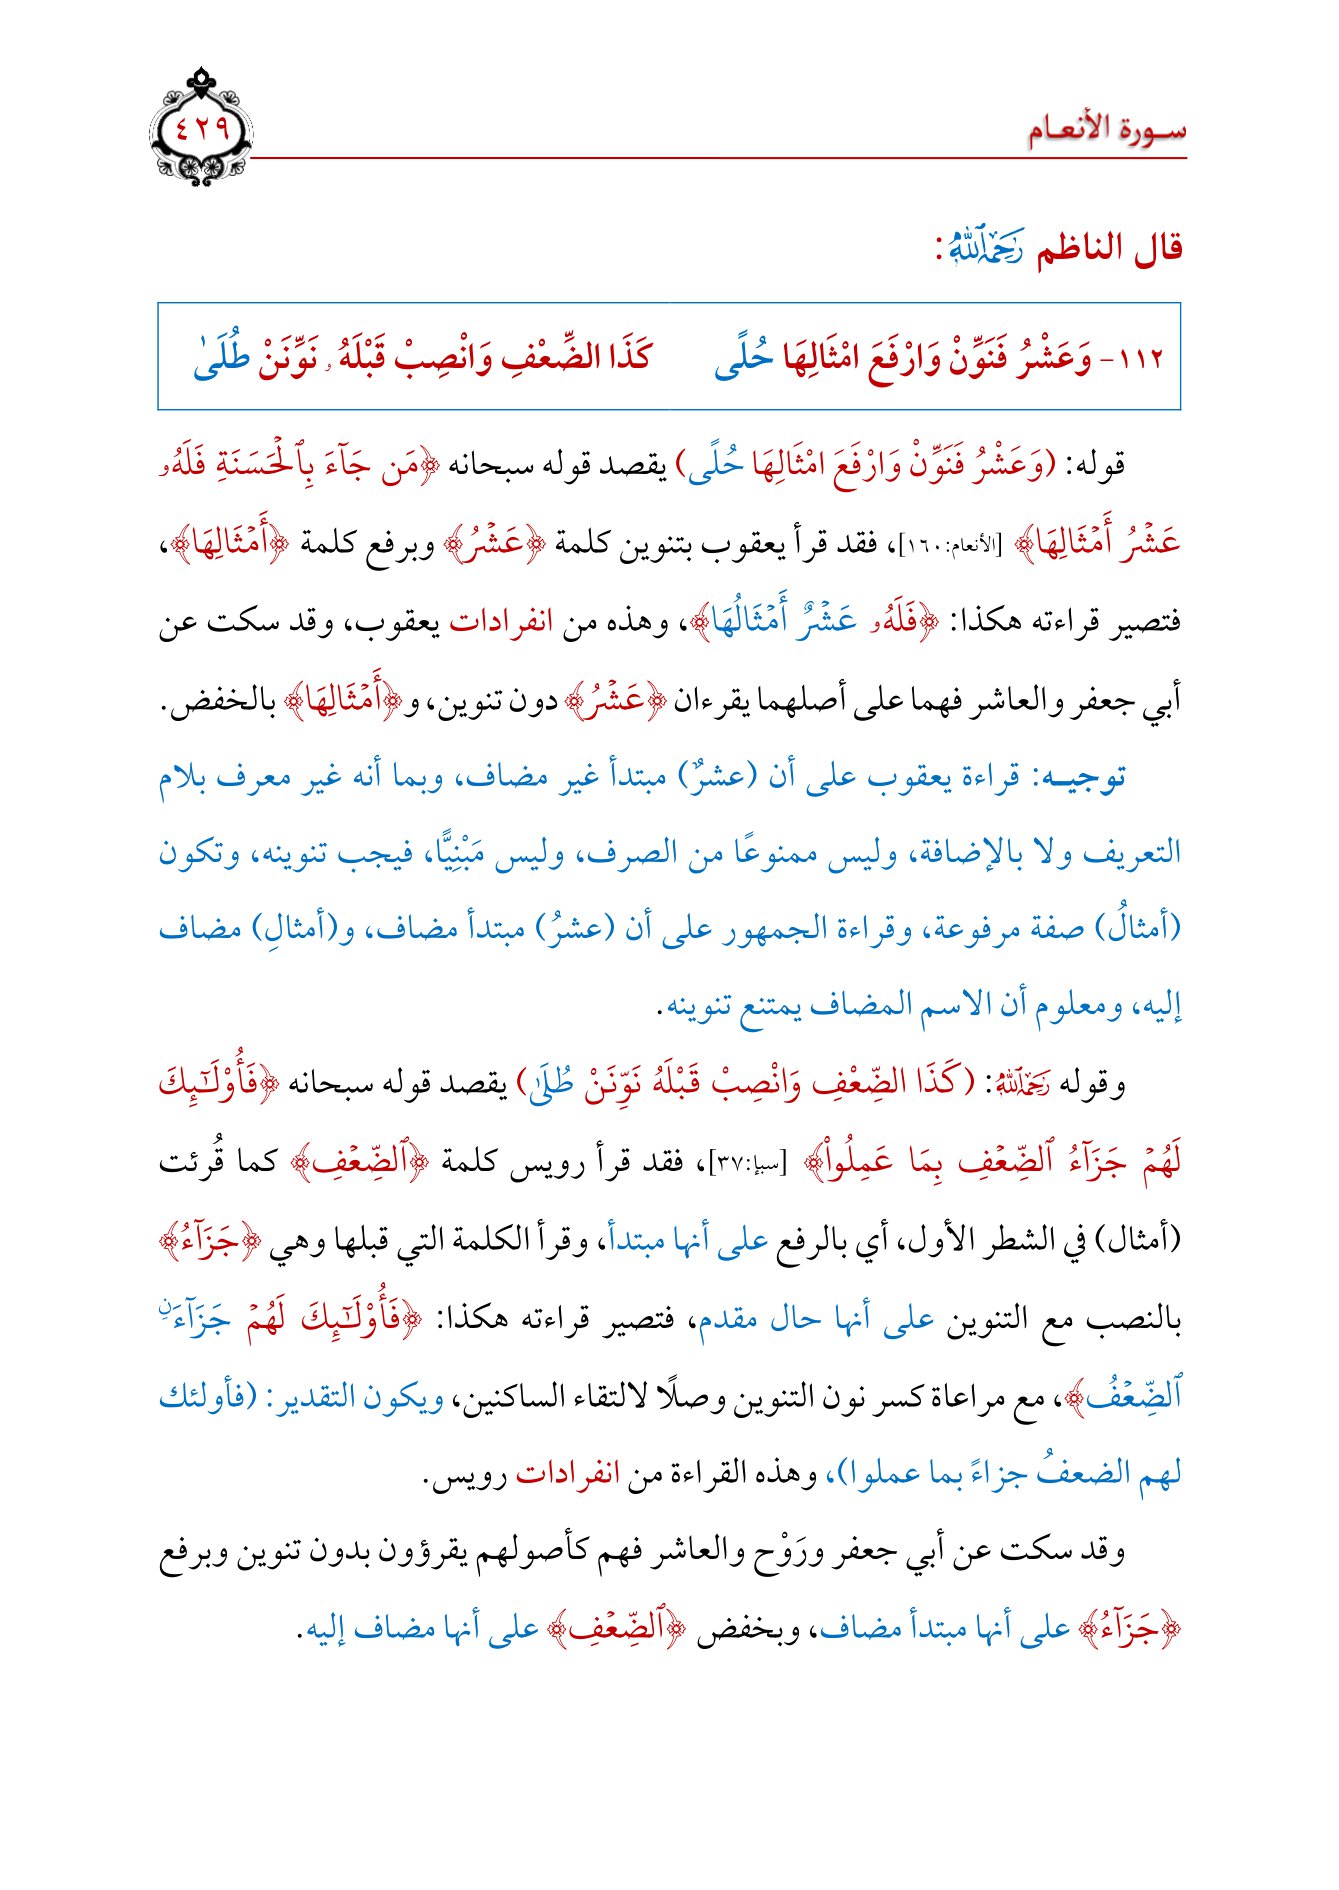 سورة الأنعام
٤٢٩
قال الناظم رَحِمَهُ ٱللَّهُ:
١١٢- وَعَشْرُ فَنَوِّنْ وَارْفَعَ امْثَالِهَا حُلًى كَذَا الضِّعْفِ وَانْصِبْ قَبْلَهُۥ نَوِّنَنْ طُلَىٰ
قوله: (وَعَشْرُ فَنَوِّنْ وَارْفَعَ امْثَالِهَا حُلًى) يقصد قوله سبحانه ﴿مَن جَآءَ بِٱلْحَسَنَةِ فَلَهُۥ
عَشْرُ أَمْثَالِهَا﴾ [الأنعام:١٦٠]، فقد قرأ يعقوب بتنوين كلمة ﴿عَشْرُ﴾ وبرفع كلمة ﴿أَمْثَالِهَا﴾،
فتصير قراءته هكذا: ﴿فَلَهُۥ عَشْرٌ أَمْثَالُهَا﴾، وهذه من انفرادات يعقوب، وقد سكت عن
أبي جعفر والعاشر فهما على أصلهما يقرءان ﴿عَشْرُ﴾ دون تنوين، و﴿أَمْثَالِهَا﴾ بالخفض.
توجيـه: قراءة يعقوب على أن (عشرٌ) مبتدأ غير مضاف، وبما أنه غير معرف بلام
التعريف ولا بالإضافة، وليس ممنوعًا من الصرف، وليس مَبْنِيًّا، فيجب تنوينه، وتكون
(أمثالُ) صفة مرفوعة، وقراءة الجمهور على أن (عشرُ) مبتدأ مضاف، و(أمثالِ) مضاف
إليه، ومعلوم أن الاسم المضاف يمتنع تنوينه.
وقوله رَحِمَهُ ٱللَّهُ: (كَذَا الضِّعْفِ وَانْصِبْ قَبْلَهُ نَوِّنَنْ طُلَىٰ) يقصد قوله سبحانه ﴿فَأُوْلَـٰٓئِكَ
لَهُمْ جَزَآءُ ٱلضِّعْفِ بِمَا عَمِلُوا۟﴾ [سبإ:٣٧]، فقد قرأ رويس كلمة ﴿ٱلضِّعْفِ﴾ كما قُرئت
(أمثال) في الشطر الأول، أي بالرفع على أنها مبتدأ، وقرأ الكلمة التي قبلها وهي ﴿جَزَآءُ﴾
بالنصب مع التنوين على أنها حال مقدم، فتصير قراءته هكذا: ﴿فَأُوْلَـٰٓئِكَ لَهُمْ جَزَآءَنِ
ٱلضِّعْفُ﴾، مع مراعاة كسر نون التنوين وصلًا لالتقاء الساكنين، ويكون التقدير: (فأولئك
لهم الضعفُ جزاءً بما عملوا)، وهذه القراءة من انفرادات رويس.
وقد سكت عن أبي جعفر ورَوْح والعاشر فهم كأصولهم يقرؤون بدون تنوين وبرفع
﴿جَزَآءُ﴾ على أنها مبتدأ مضاف، وبخفض ﴿ٱلضِّعْفِ﴾ على أنها مضاف إليه.